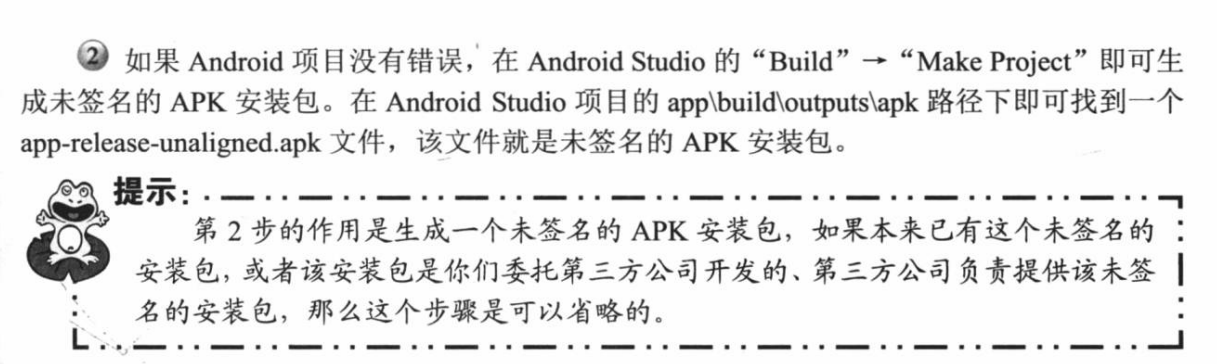 ② 如果 Android 项目没有错误，在 Android Studio 的“Build”→“Make Project”即可生
成未签名的 APK 安装包。在 Android Studio 项目的 app\build\outputs\apk 路径下即可找到一个
app-release-unaligned.apk 文件，该文件就是未签名的 APK 安装包。
提示：
第 2 步的作用是生成一个未签名的 APK 安装包，如果本来已有这个未签名的
安装包，或者该安装包是你们委托第三方公司开发的、第三方公司负责提供该未签
名的安装包，那么这个步骤是可以省略的。